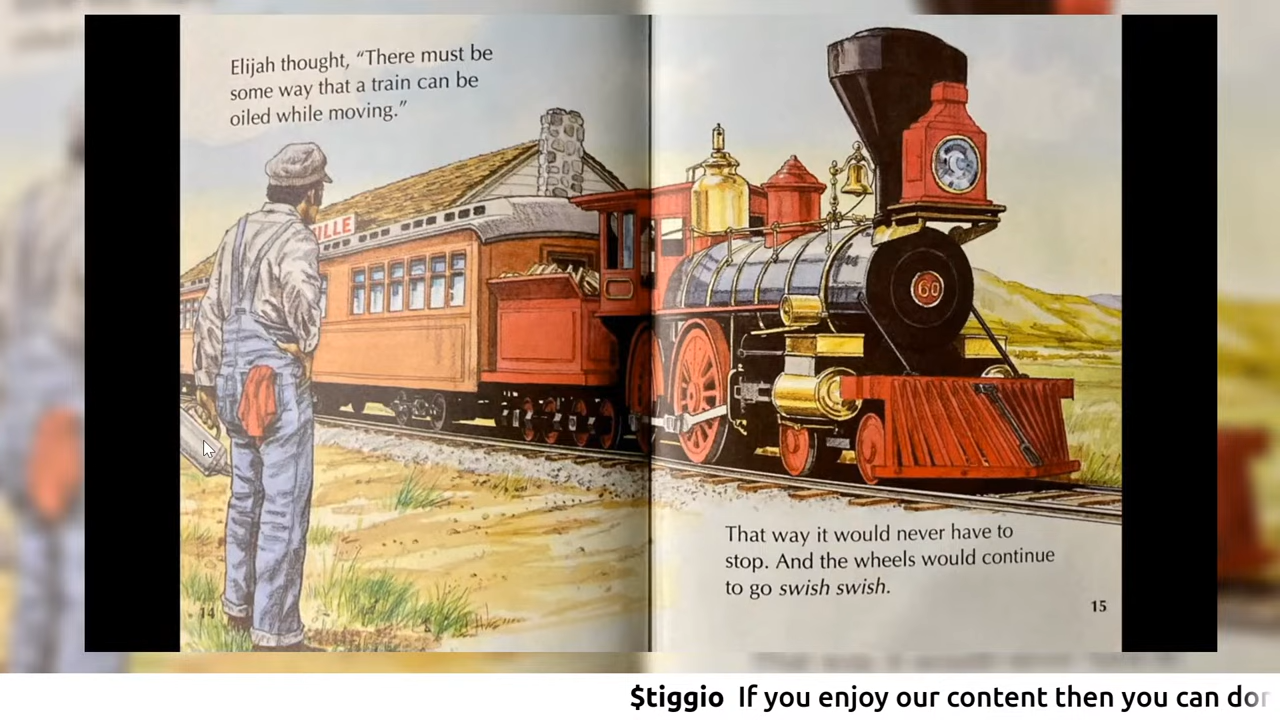 Elijah thought, “There must be
some way that a train can be
oiled while moving.”
ILLE
60
That way it would never have to
stop. And the wheels would continue
to go swish swish.
14
15
$tiggio If you enjoy our content then you can